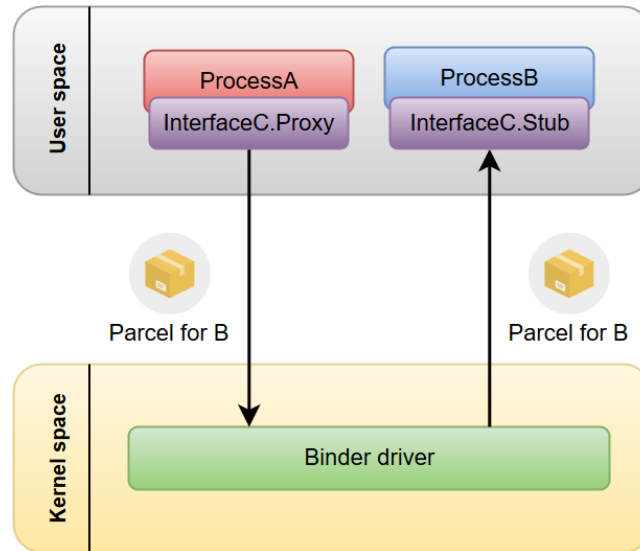 User space
ProcessA
InterfaceC.Proxy
ProcessB
InterfaceC.Stub
Parcel for B
Parcel for B
Kernel space
Binder driver